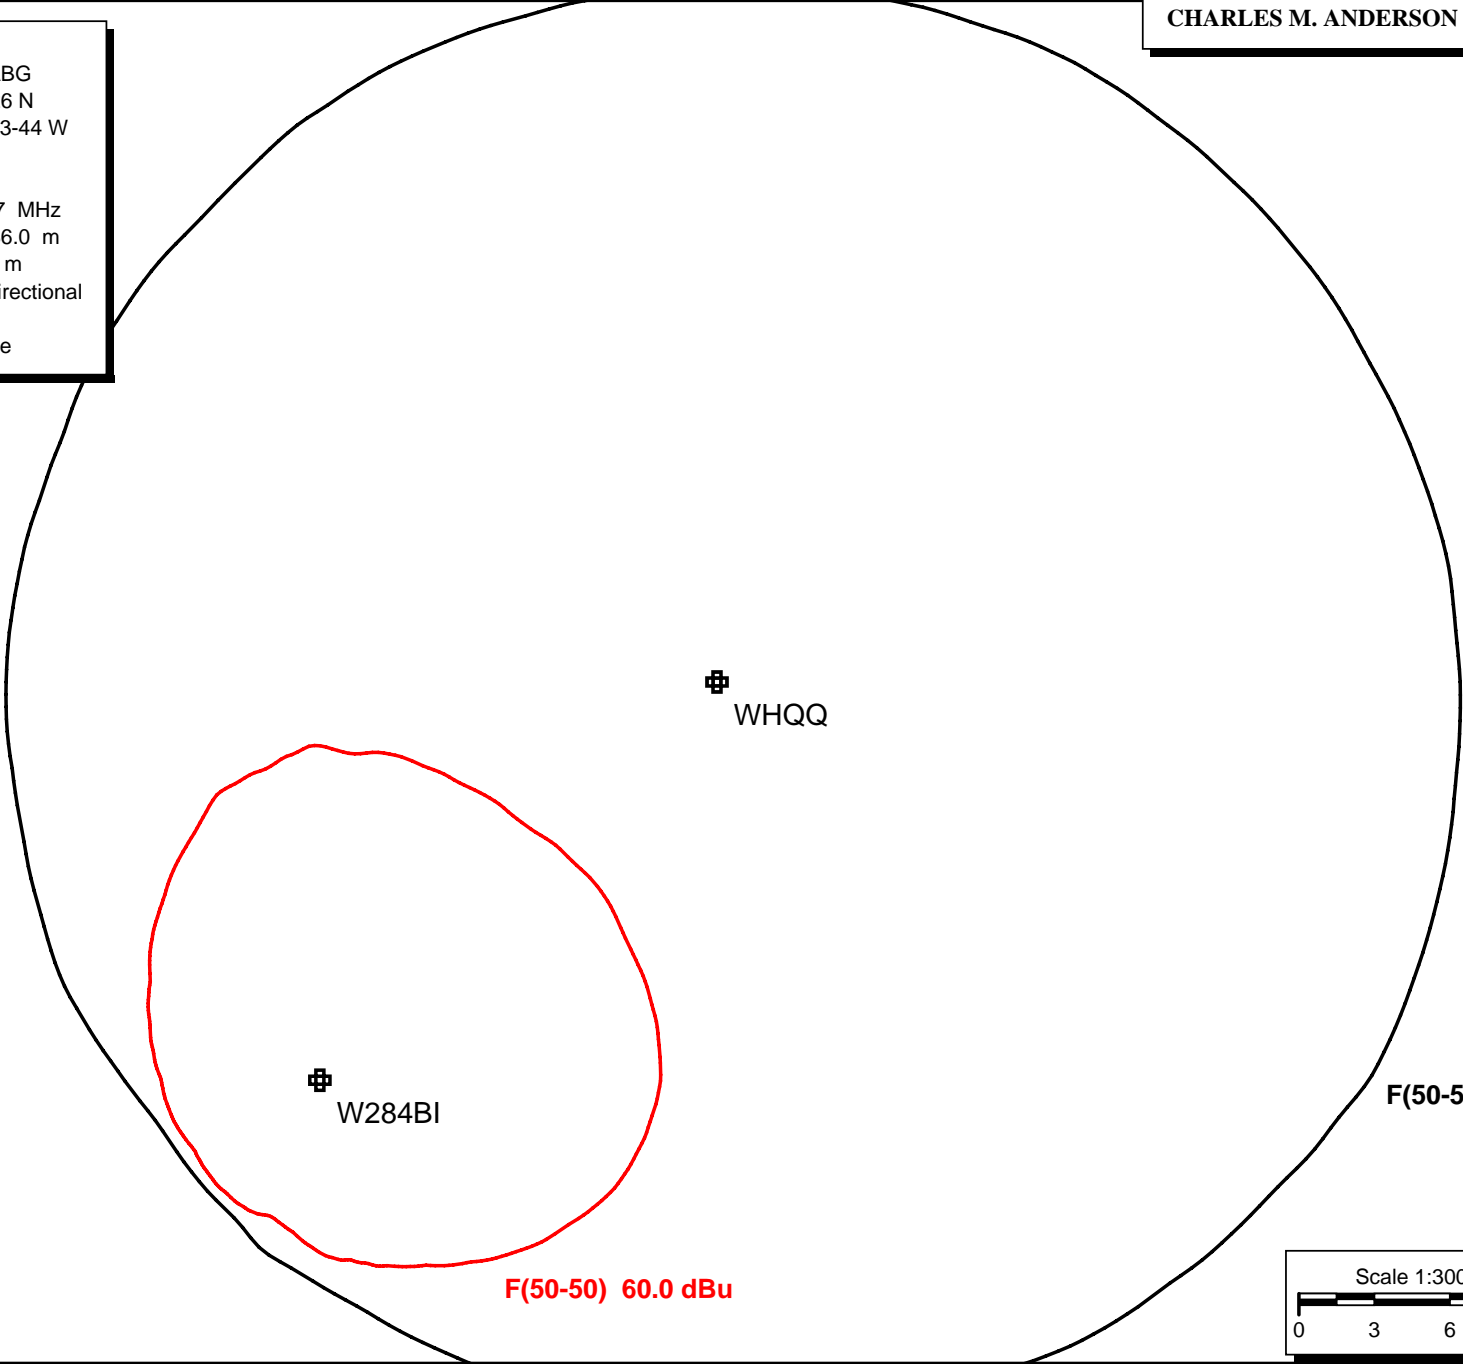 CHARLES M. ANDERSON
BG
6 N
3-44 W
MHz
6.0 m
m
irectional
e
WHQQ
W284BI
F(50-5
F(50-50) 60.0 dBu
Scale 1:300
0 3 6